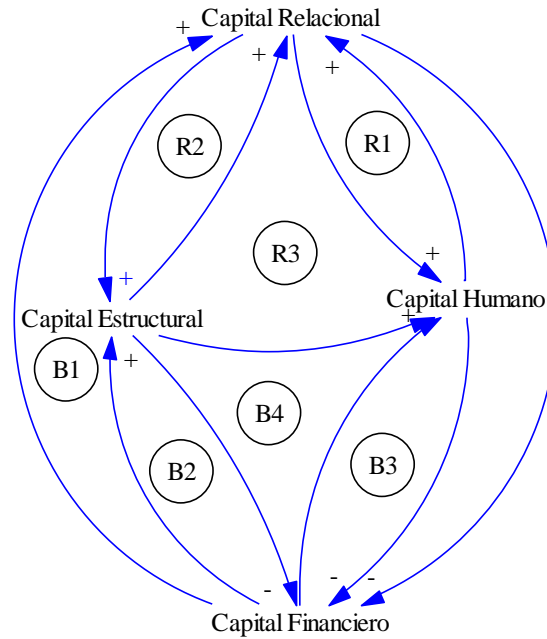 Capital Relacional
+
+
+
R2
R1
R3
+
+
Capital Humano
+
Capital Estructural
+
B1
B4
B2
B3
-
-
-
Capital Financiero